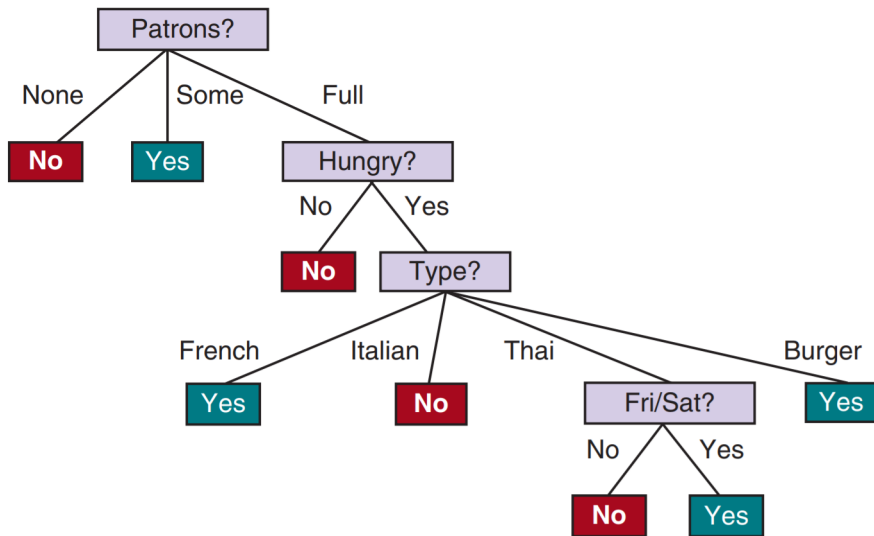 Patrons?
None Some Full
No Yes Hungry?
No Yes
No Type?
French Italian Thai Burger
Yes No Fri/Sat? Yes
No Yes
No Yes